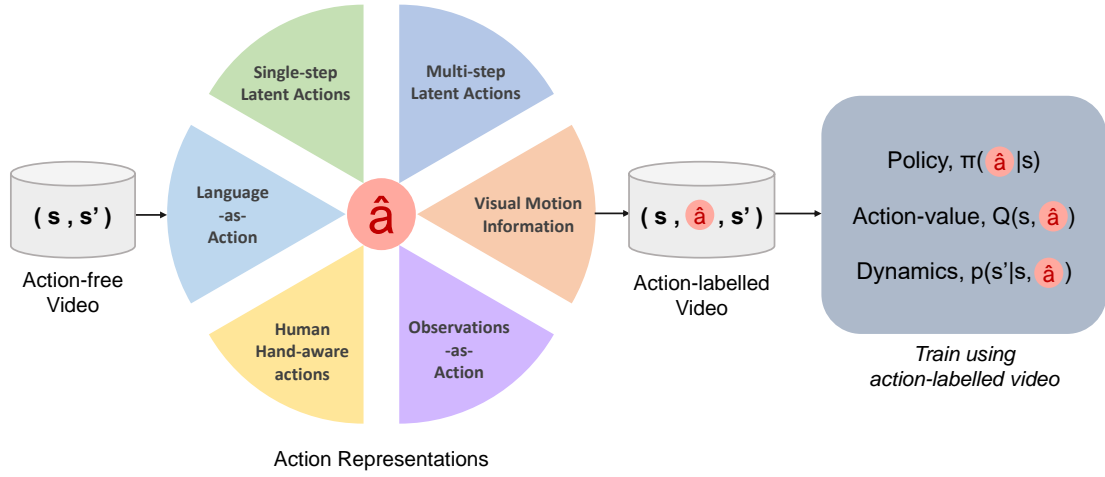 Single-step
Latent Actions
Multi-step
Latent Actions
( s , s’ )
Action-free
Video
Language
-as-
Action
â
Visual Motion
Information
Human
Hand-aware
actions
Observations
-as-
Action
Action Representations
( s, â , s’ )
Action-labelled
Video
Policy, π( â |s)
Action-value, Q(s, â )
Dynamics, p(s’|s, â )
Train using
action-labelled video